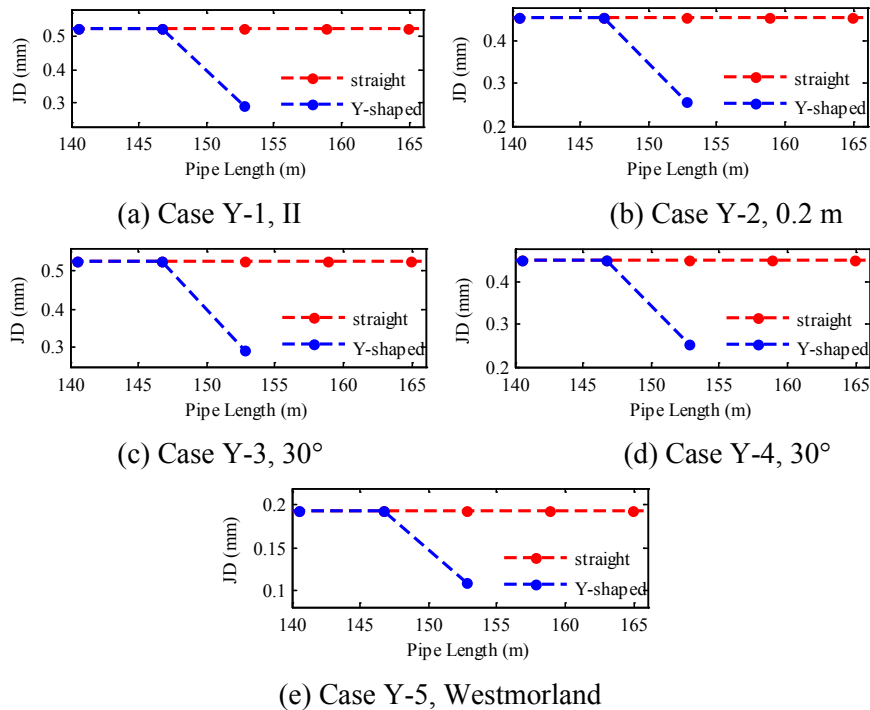 0.5
0.4
0.3
JD (mm)
straight
Y-shaped
140 145 150 155 160 165
Pipe Length (m)
(a) Case Y-1, II
0.4
0.3
0.2
JD (mm)
straight
Y-shaped
140 145 150 155 160 165
Pipe Length (m)
(b) Case Y-2, 0.2 m
0.5
0.4
0.3
JD (mm)
straight
Y-shaped
140 145 150 155 160 165
Pipe Length (m)
(c) Case Y-3, 30°
0.4
0.3
0.2
JD (mm)
straight
Y-shaped
140 145 150 155 160 165
Pipe Length (m)
(d) Case Y-4, 30°
0.2
0.15
0.1
JD (mm)
straight
Y-shaped
140 145 150 155 160 165
Pipe Length (m)
(e) Case Y-5, Westmorland